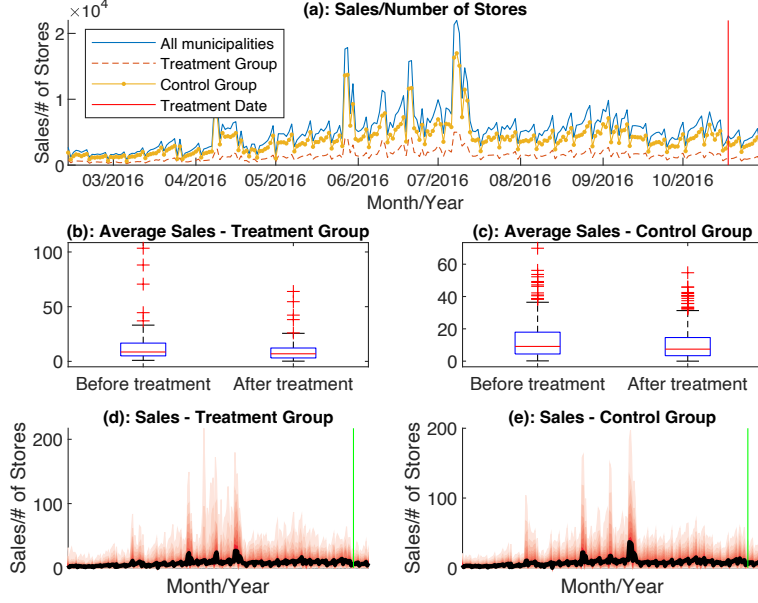 (a): Sales/Number of Stores
×10⁴
Sales/# of Stores
2
1
0
All municipalities
Treatment Group
Control Group
Treatment Date
03/2016 04/2016 05/2016 06/2016 07/2016 08/2016 09/2016 10/2016
Month/Year
(b): Average Sales - Treatment Group
100
50
0
Before treatment After treatment
(c): Average Sales - Control Group
60
40
20
0
Before treatment After treatment
(d): Sales - Treatment Group
Sales/# of Stores
200
100
0
Month/Year
(e): Sales - Control Group
Sales/# of Stores
200
100
0
Month/Year